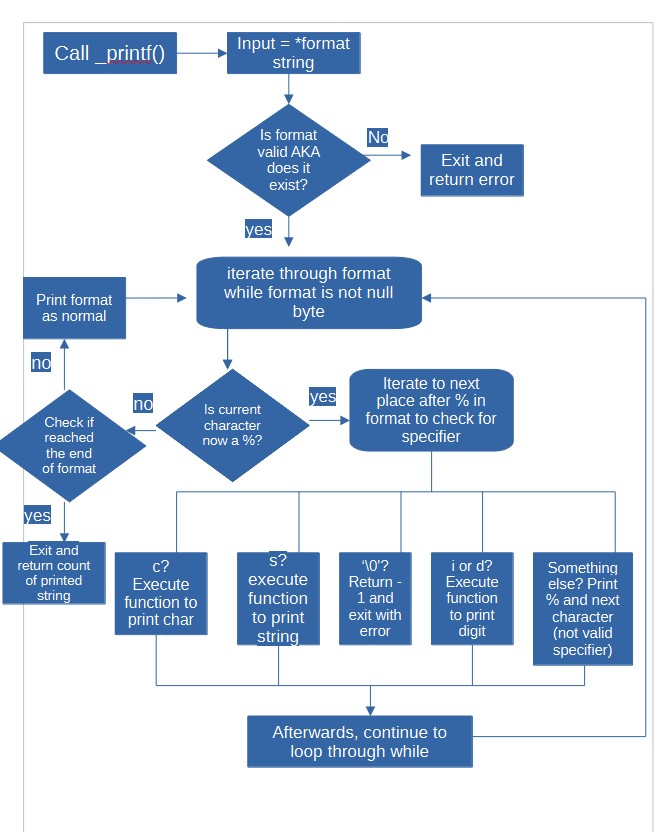 Call _printf()
Input = *format
string
Is format
valid AKA
does it
exist?
No
Exit and
return error
yes
iterate through format
while format is not null
byte
Print format
as normal
no
Check if
reached
the end
of format
no
Is current
character
now a %?
yes
Iterate to next
place after % in
format to check for
specifier
yes
Exit and
return count
of printed
string
c?
Execute
function to
print char
s?
execute
function
to print
string
‘\0’?
Return -
1 and
exit with
error
i or d?
Execute
function
to print
digit
Something
else? Print
% and next
character
(not valid
specifier)
Afterwards, continue to
loop through while